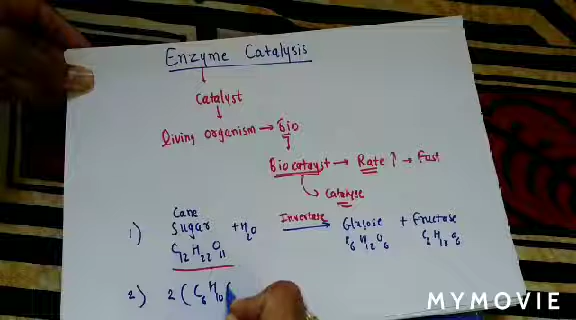 Enzyme Catalysis
Catalyst
living organism → Bio
Biocatalyst → Rate ↑ → Fast
Catalyse
Cane
1) Sugar + H2O Invertase → Glucose + Fructose
C12H22O11 C6H12O6 C6H12O6
2) 2 (C6H10
MYMOVIE